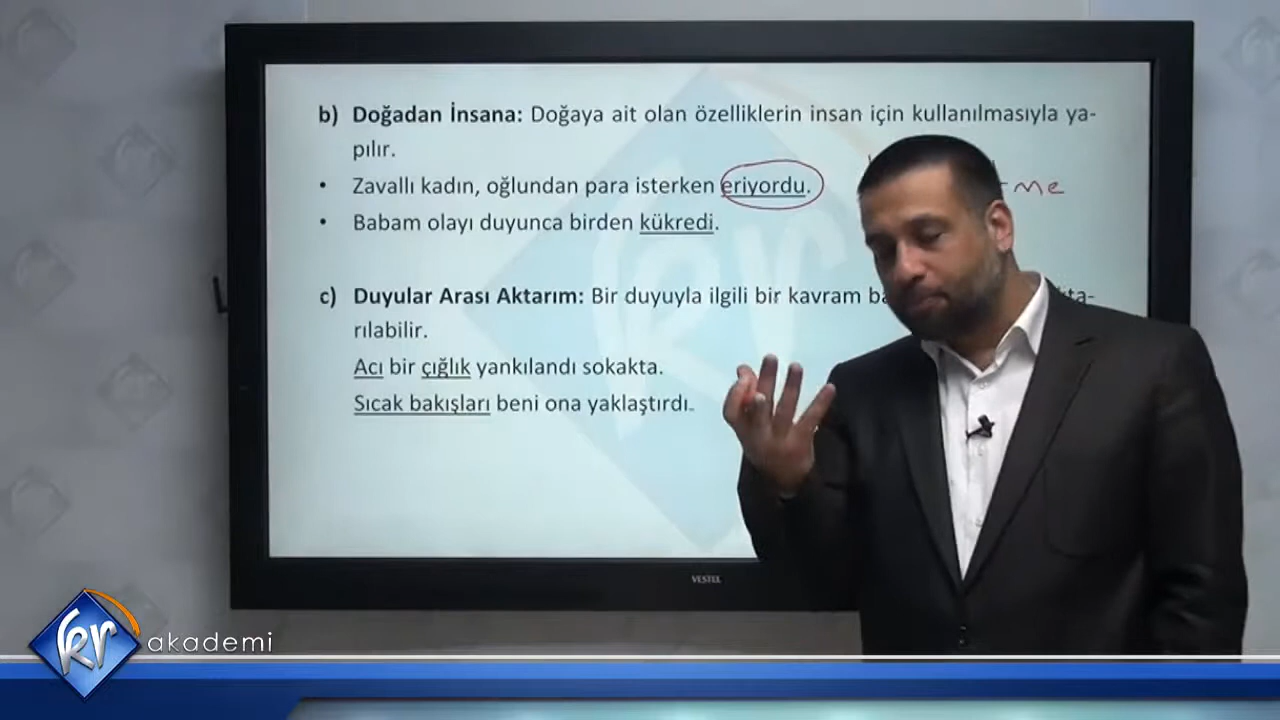 b) Doğadan İnsana: Doğaya ait olan özelliklerin insan için kullanılmasıyla ya-
pılır.
• Zavallı kadın, oğlundan para isterken eriyordu.
me
• Babam olayı duyunca birden kükredi.
c) Duyular Arası Aktarım: Bir duyuyla ilgili bir kavram
rılabilir.
Acı bir çığlık yankılandı sokakta.
Sıcak bakışları beni ona yaklaştırdı.
VESTEL
kr akademi